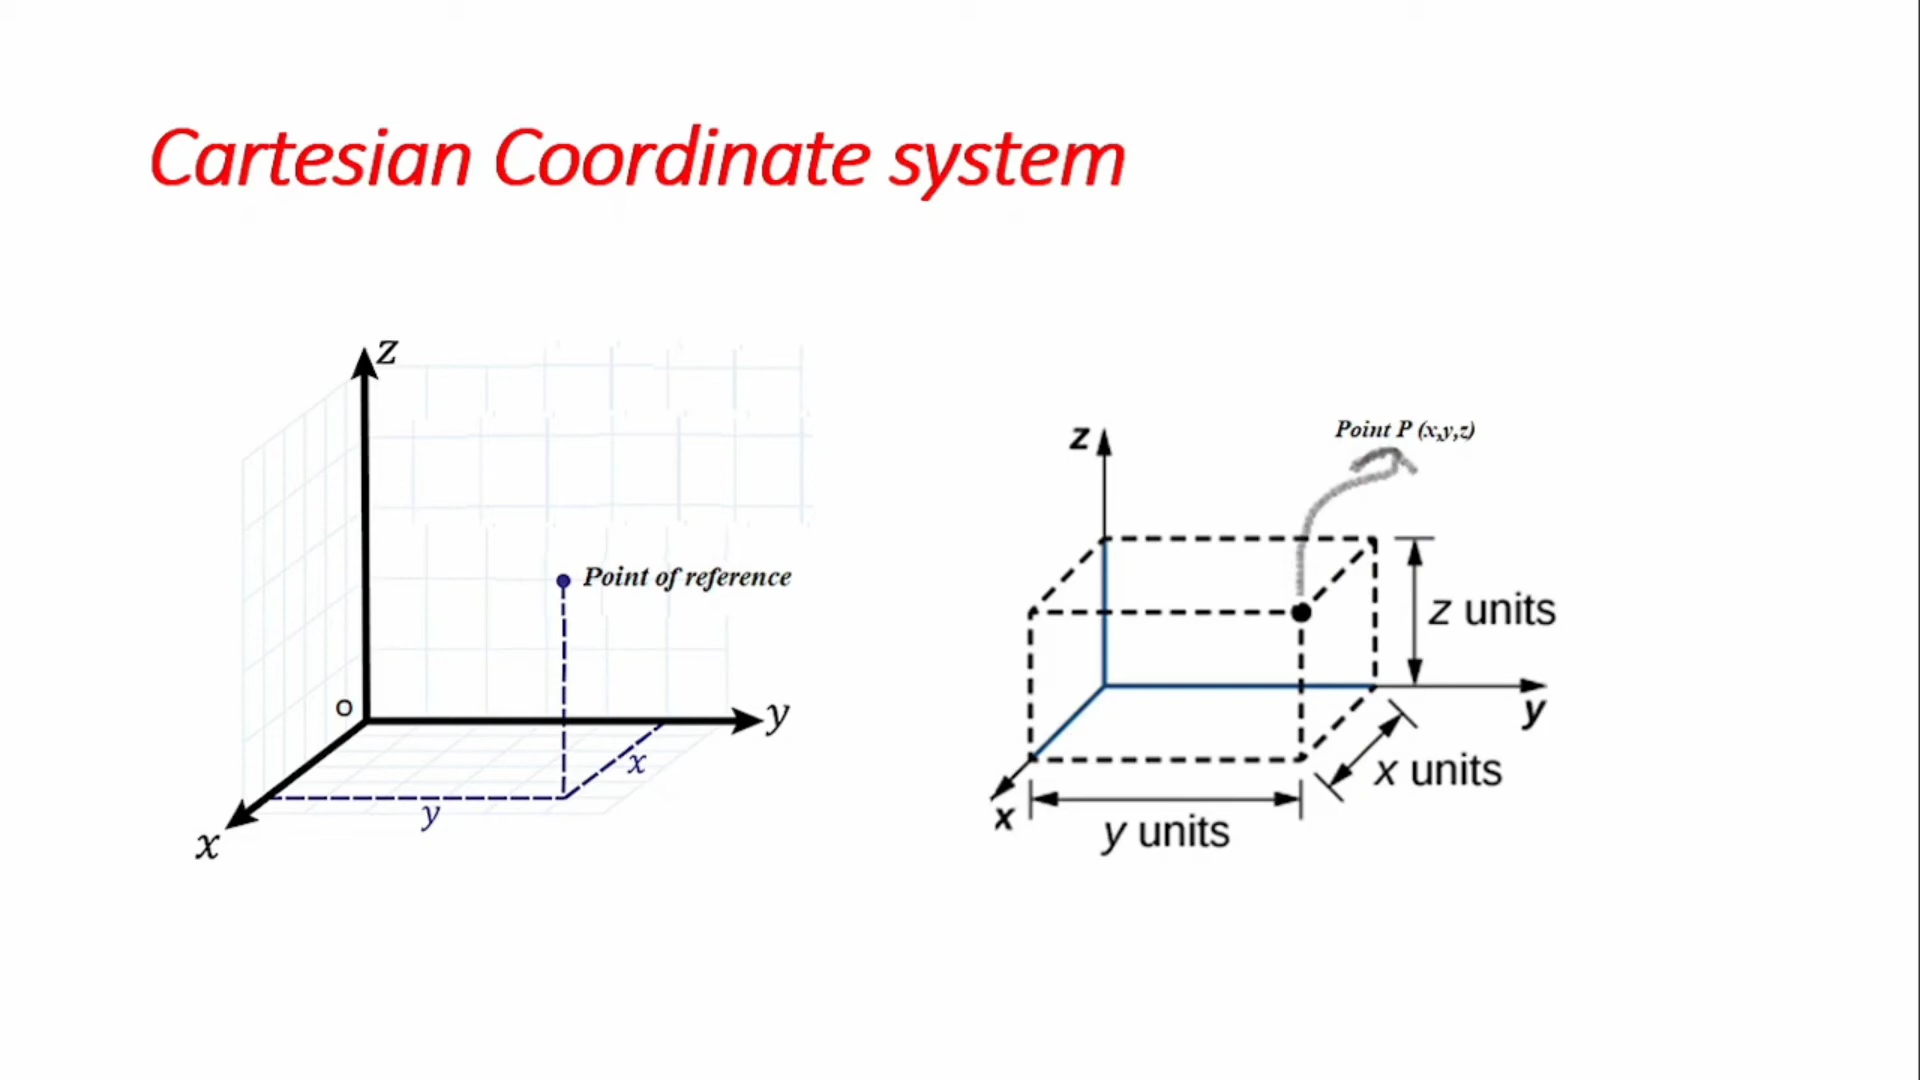 Cartesian Coordinate system
z
Point of reference
O
y
x
y
x
Point P (x,y,z)
z
z units
y
x units
x
y units